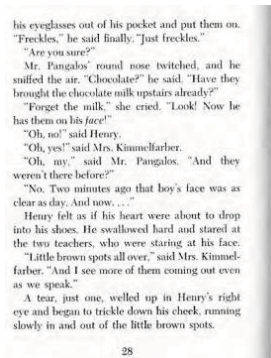 his eyeglasses out of his pocket and put them on.
"Freckles," he said finally. "Just freckles."
"Are you sure?"
Mr. Pangalos' round nose twitched, and he
sniffed the air. "Chocolate?" he said. "Have they
brought the chocolate milk upstairs already?"
"Forget the milk," she cried. "Look! Now he
has them on his face!"
"Oh, no!" said Henry.
"Oh, yes!" said Mrs. Kimmelfarber.
"Oh, my," said Mr. Pangalos. "And they
weren't there before?"
"No. Two minutes ago that boy's face was as
clear as day. And now. . . ."
Henry felt as if his heart were about to drop
into his shoes. He swallowed hard and stared at
the two teachers, who were staring at his face.
"Little brown spots all over," said Mrs. Kimmel-
farber. "And I see more of them coming out even
as we speak."
A tear, just one, welled up in Henry's right
eye and began to trickle down his cheek, running
slowly in and out of the little brown spots.
28